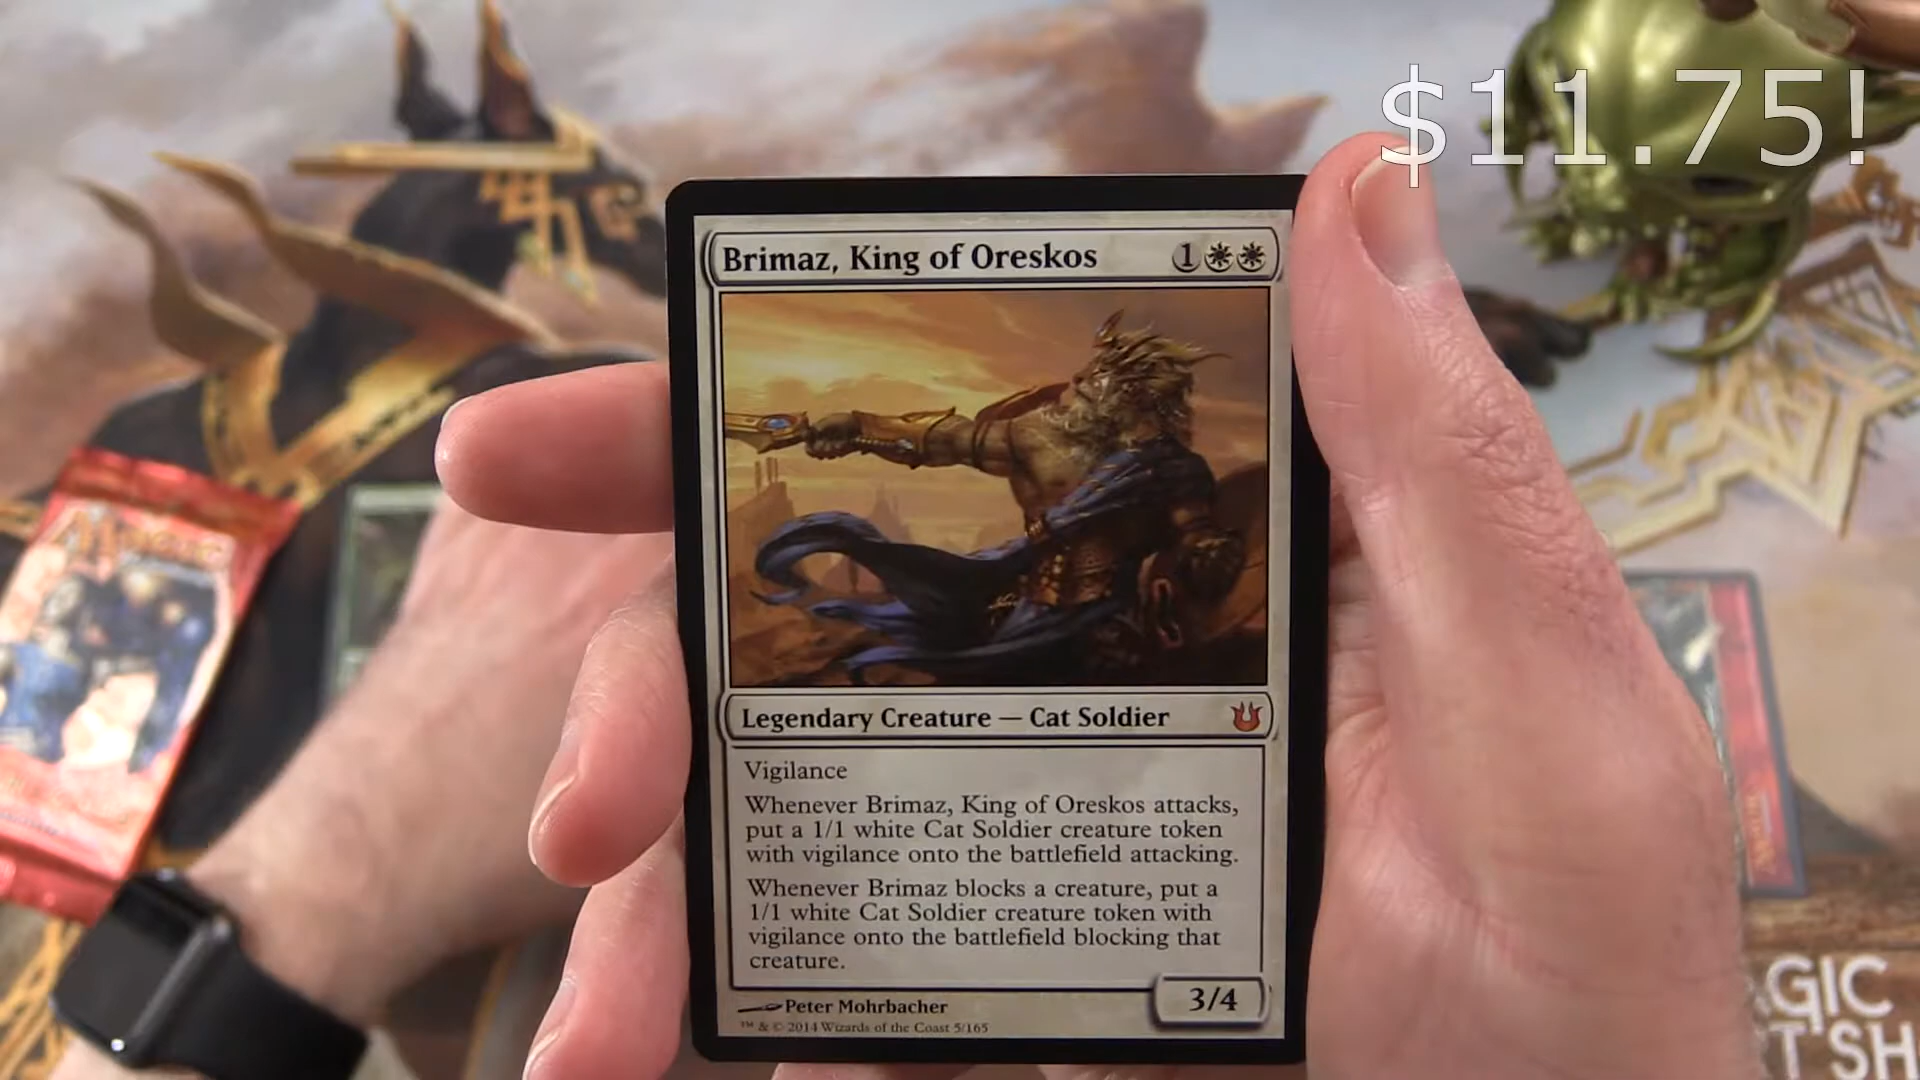 $11.75!
Brimaz, King of Oreskos 1
Legendary Creature — Cat Soldier
Vigilance
Whenever Brimaz, King of Oreskos attacks,
put a 1/1 white Cat Soldier creature token
with vigilance onto the battlefield attacking.
Whenever Brimaz blocks a creature, put a
1/1 white Cat Soldier creature token with
vigilance onto the battlefield blocking that
creature.
3/4
Peter Mohrbacher
™ & © 2014 Wizards of the Coast 5/165
Magic